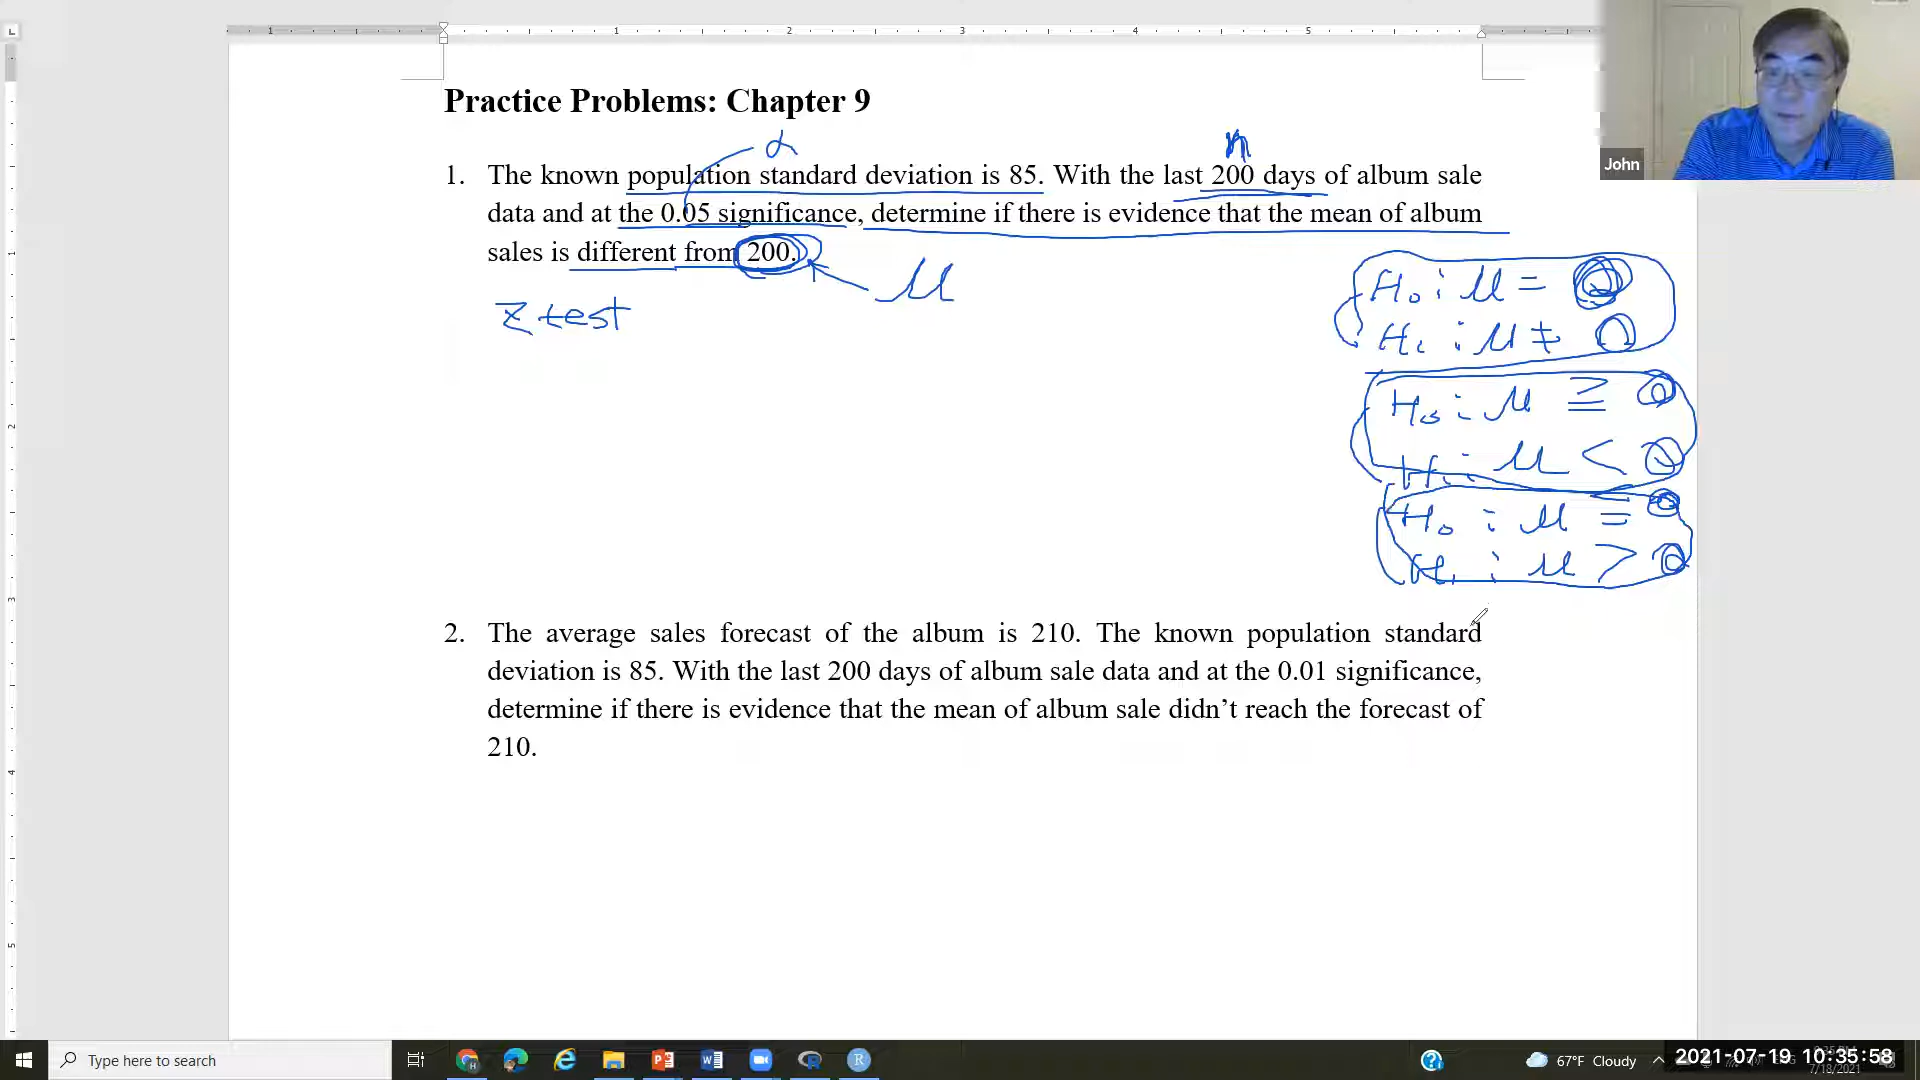 Practice Problems: Chapter 9
α
n
1. The known population standard deviation is 85. With the last 200 days of album sale
data and at the 0.05 significance, determine if there is evidence that the mean of album
sales is different from 200.
μ
z test
H₀ : μ =
H₁ : μ ≠
H₀ : μ ≥
H₁ : μ <
H₀ : μ
H₁ : μ >
2. The average sales forecast of the album is 210. The known population standard
deviation is 85. With the last 200 days of album sale data and at the 0.01 significance,
determine if there is evidence that the mean of album sale didn’t reach the forecast of
210.
John
Type here to search
67°F Cloudy
2021-07-19 10:35:58
7/18/2021